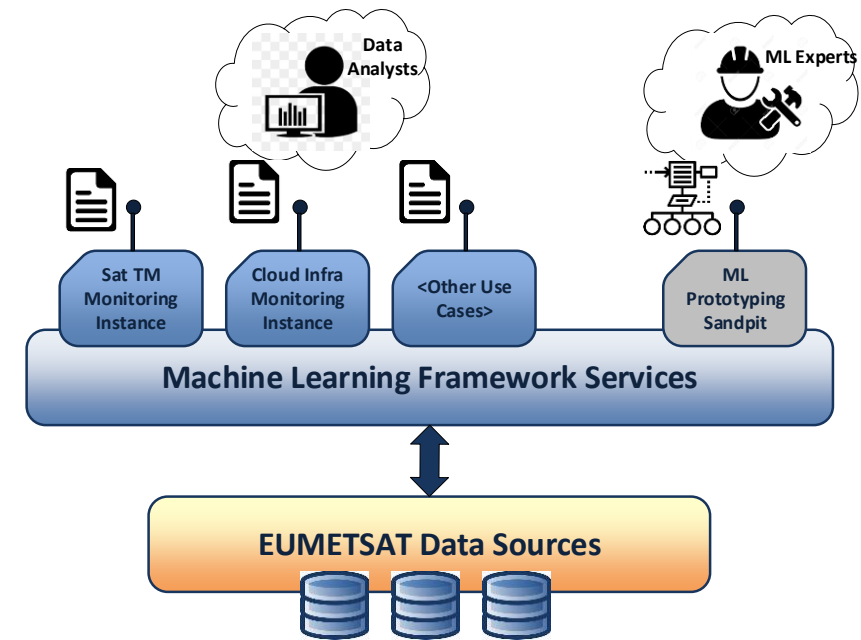 Data
Analysts
ML Experts
Sat TM
Monitoring
Instance
Cloud Infra
Monitoring
Instance
<Other Use
Cases>
ML
Prototyping
Sandpit
Machine Learning Framework Services
EUMETSAT Data Sources